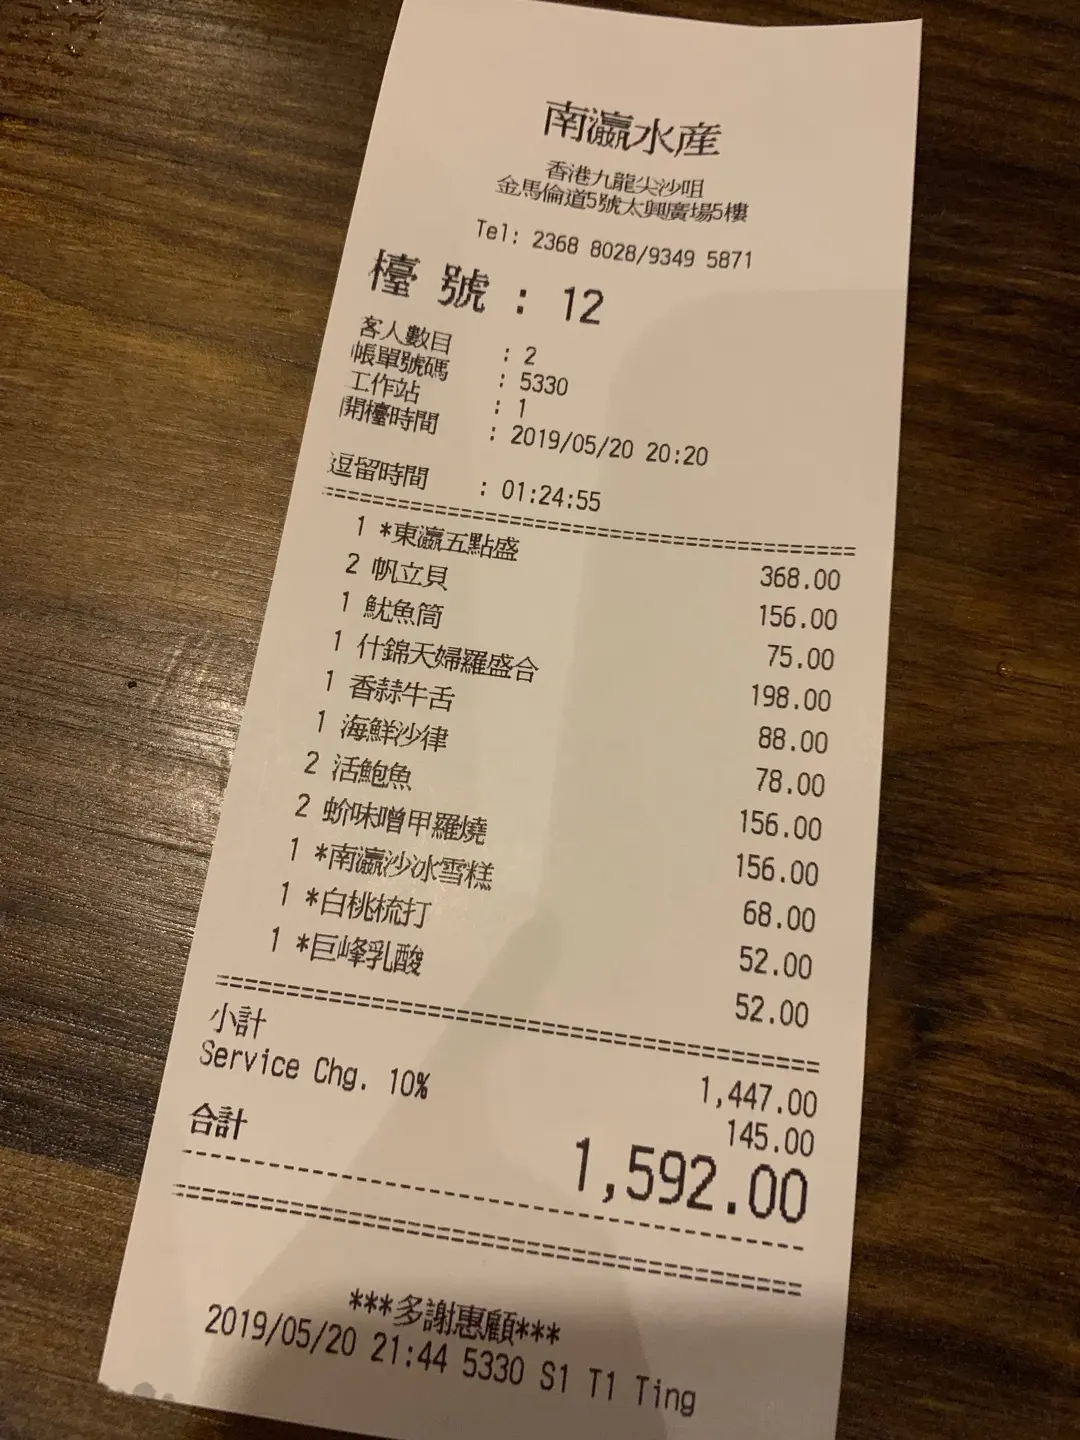 南瀛水產
香港九龍尖沙咀
金馬倫道5號太興廣場5樓
Tel: 2368 8028/9349 5871
檯 號 : 12
客人數目 : 2
帳單號碼 : 5330
工作站 : 1
開檯時間 : 2019/05/20 20:20
逗留時間 : 01:24:55
1 *東瀛五點盛 368.00
2 帆立貝 156.00
1 魷魚筒 75.00
1 什錦天婦羅盛合 198.00
1 香蒜牛舌 88.00
1 海鮮沙律 78.00
2 活鮑魚 156.00
2 蚧味噌甲羅燒 156.00
1 *南瀛沙冰雪糕 68.00
1 *白桃梳打 52.00
1 *巨峰乳酸 52.00
小計 1,447.00
Service Chg. 10% 145.00
合計 1,592.00
***多謝惠顧***
2019/05/20 21:44 5330 S1 T1 Ting